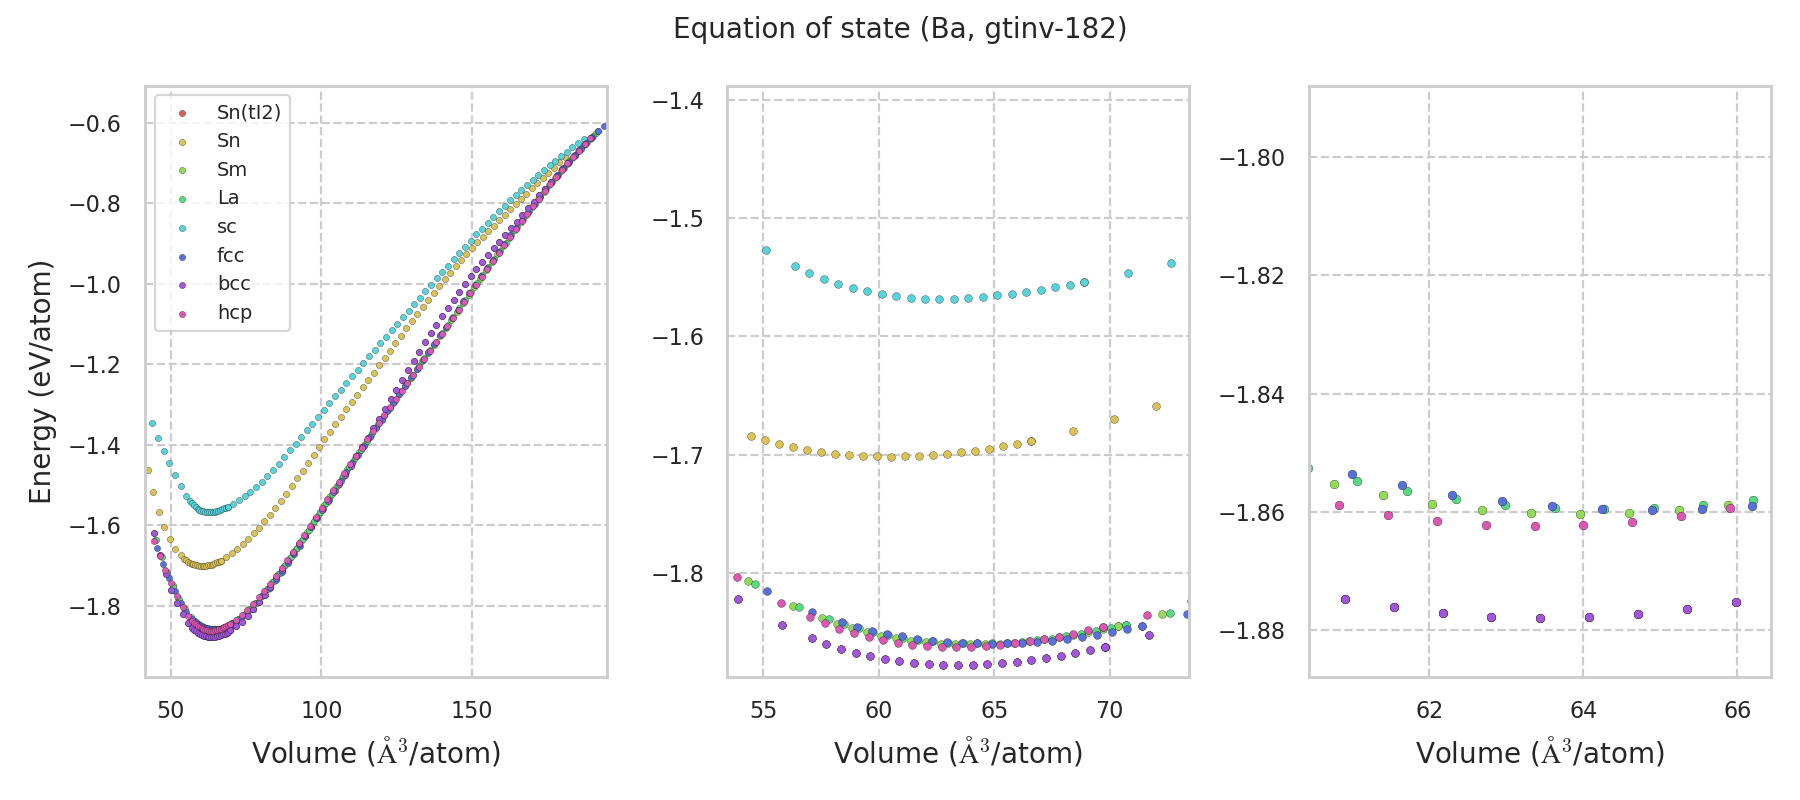 Equation of state (Ba, gtinv-182)
Energy (eV/atom)
−0.6
−0.8
−1.0
−1.2
−1.4
−1.6
−1.8
Sn(tI2)
Sn
Sm
La
sc
fcc
bcc
hcp
50 100 150
Volume (Å³/atom)
−1.4
−1.5
−1.6
−1.7
−1.8
55 60 65 70
Volume (Å³/atom)
−1.80
−1.82
−1.84
−1.86
−1.88
62 64 66
Volume (Å³/atom)